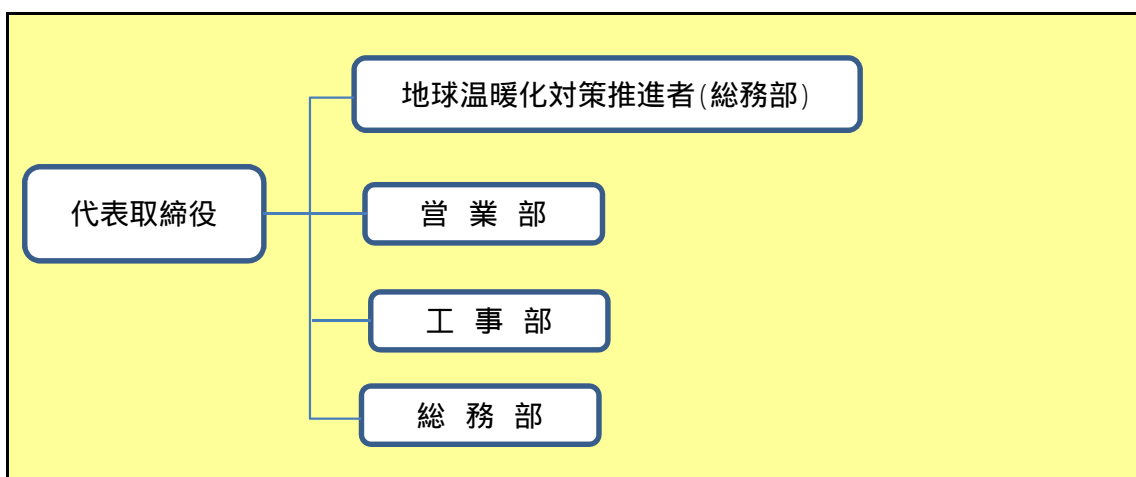 地球温暖化対策推進者(総務部)
代表取締役
営 業 部
工 事 部
総 務 部